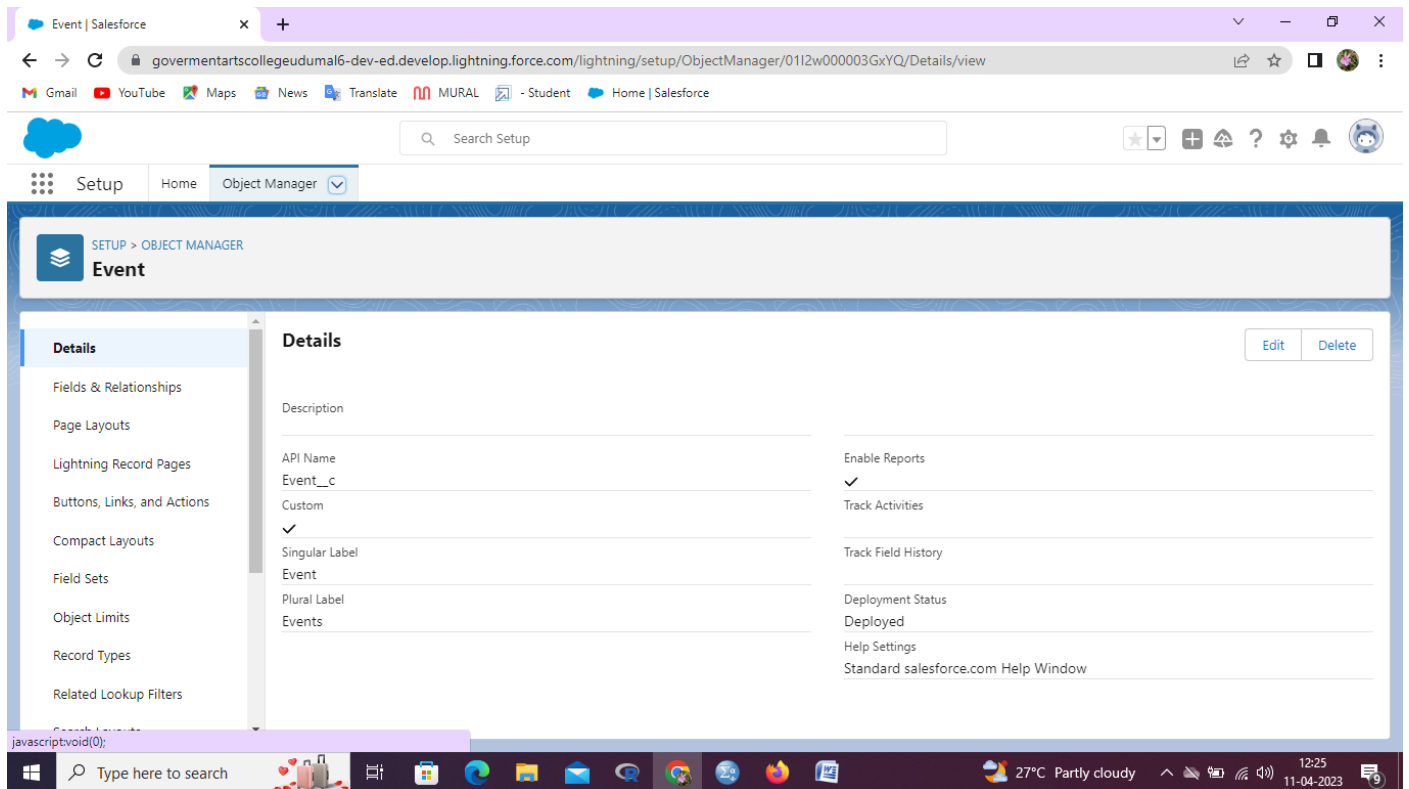 Event | Salesforce
govermentartscollegeudumal6-dev-ed.develop.lightning.force.com/lightning/setup/ObjectManager/01I2w000003GxYQ/Details/view
Gmail YouTube Maps News Translate MURAL - Student Home | Salesforce
Search Setup
Setup Home Object Manager
SETUP > OBJECT MANAGER
Event
Details
Fields & Relationships
Page Layouts
Lightning Record Pages
Buttons, Links, and Actions
Compact Layouts
Field Sets
Object Limits
Record Types
Related Lookup Filters
Search Layouts
Details
Edit Delete
Description
API Name
Event__c
Custom
Singular Label
Event
Plural Label
Events
Enable Reports
Track Activities
Track Field History
Deployment Status
Deployed
Help Settings
Standard salesforce.com Help Window
javascript:void(0);
Type here to search
27°C Partly cloudy
12:25
11-04-2023
9